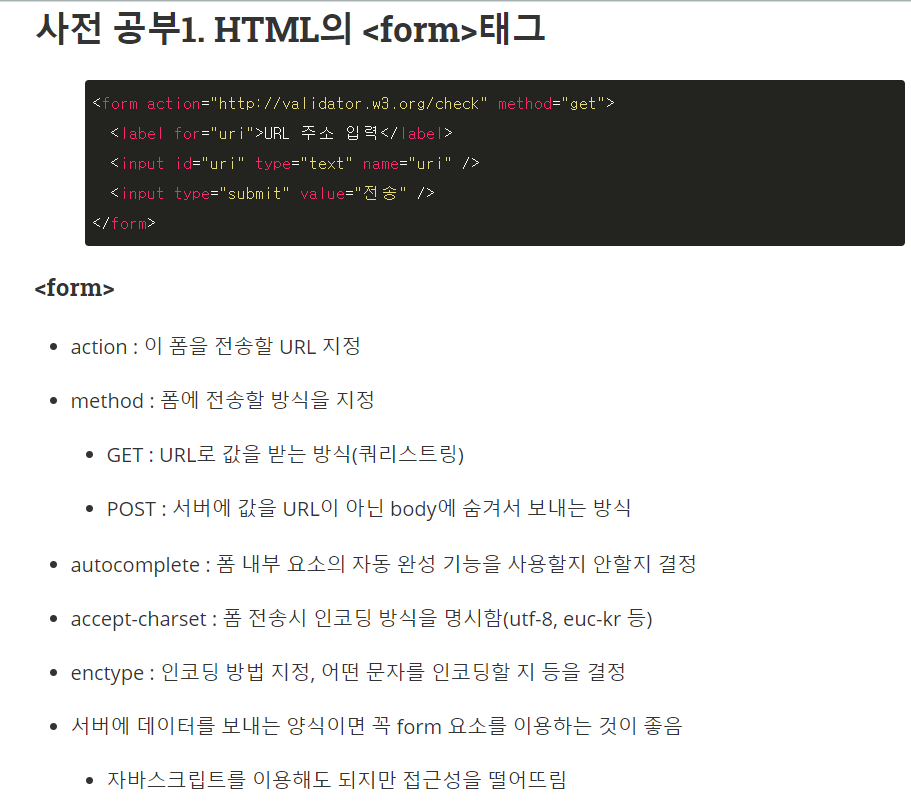 사전 공부1. HTML의 <form>태그
<form action="http://validator.w3.org/check" method="get">
<label for="uri">URL 주소 입력</label>
<input id="uri" type="text" name="uri" />
<input type="submit" value="전송" />
</form>
<form>
action : 이 폼을 전송할 URL 지정
method : 폼에 전송할 방식을 지정
GET : URL로 값을 받는 방식(쿼리스트링)
POST : 서버에 값을 URL이 아닌 body에 숨겨서 보내는 방식
autocomplete : 폼 내부 요소의 자동 완성 기능을 사용할지 안할지 결정
accept-charset : 폼 전송시 인코딩 방식을 명시함(utf-8, euc-kr 등)
enctype : 인코딩 방법 지정, 어떤 문자를 인코딩할 지 등을 결정
서버에 데이터를 보내는 양식이면 꼭 form 요소를 이용하는 것이 좋음
자바스크립트를 이용해도 되지만 접근성을 떨어뜨림